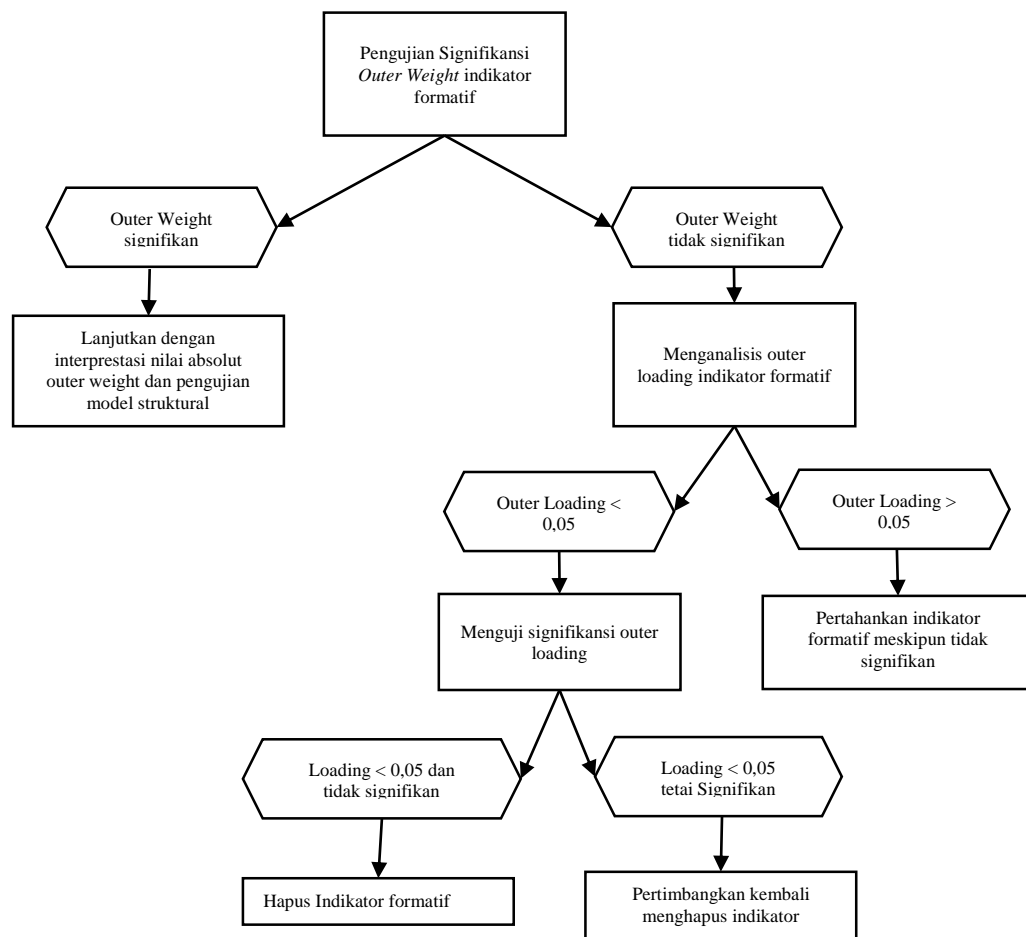 Pengujian Signifikansi
Outer Weight indikator
formatif
Outer Weight
signifikan
Outer Weight
tidak signifikan
Lanjutkan dengan
interprestasi nilai absolut
outer weight dan pengujian
model struktural
Menganalisis outer
loading indikator formatif
Outer Loading <
0,05
Outer Loading >
0,05
Menguji signifikansi outer
loading
Pertahankan indikator
formatif meskipun tidak
signifikan
Loading < 0,05 dan
tidak signifikan
Loading < 0,05
tetai Signifikan
Hapus Indikator formatif
Pertimbangkan kembali
menghapus indikator